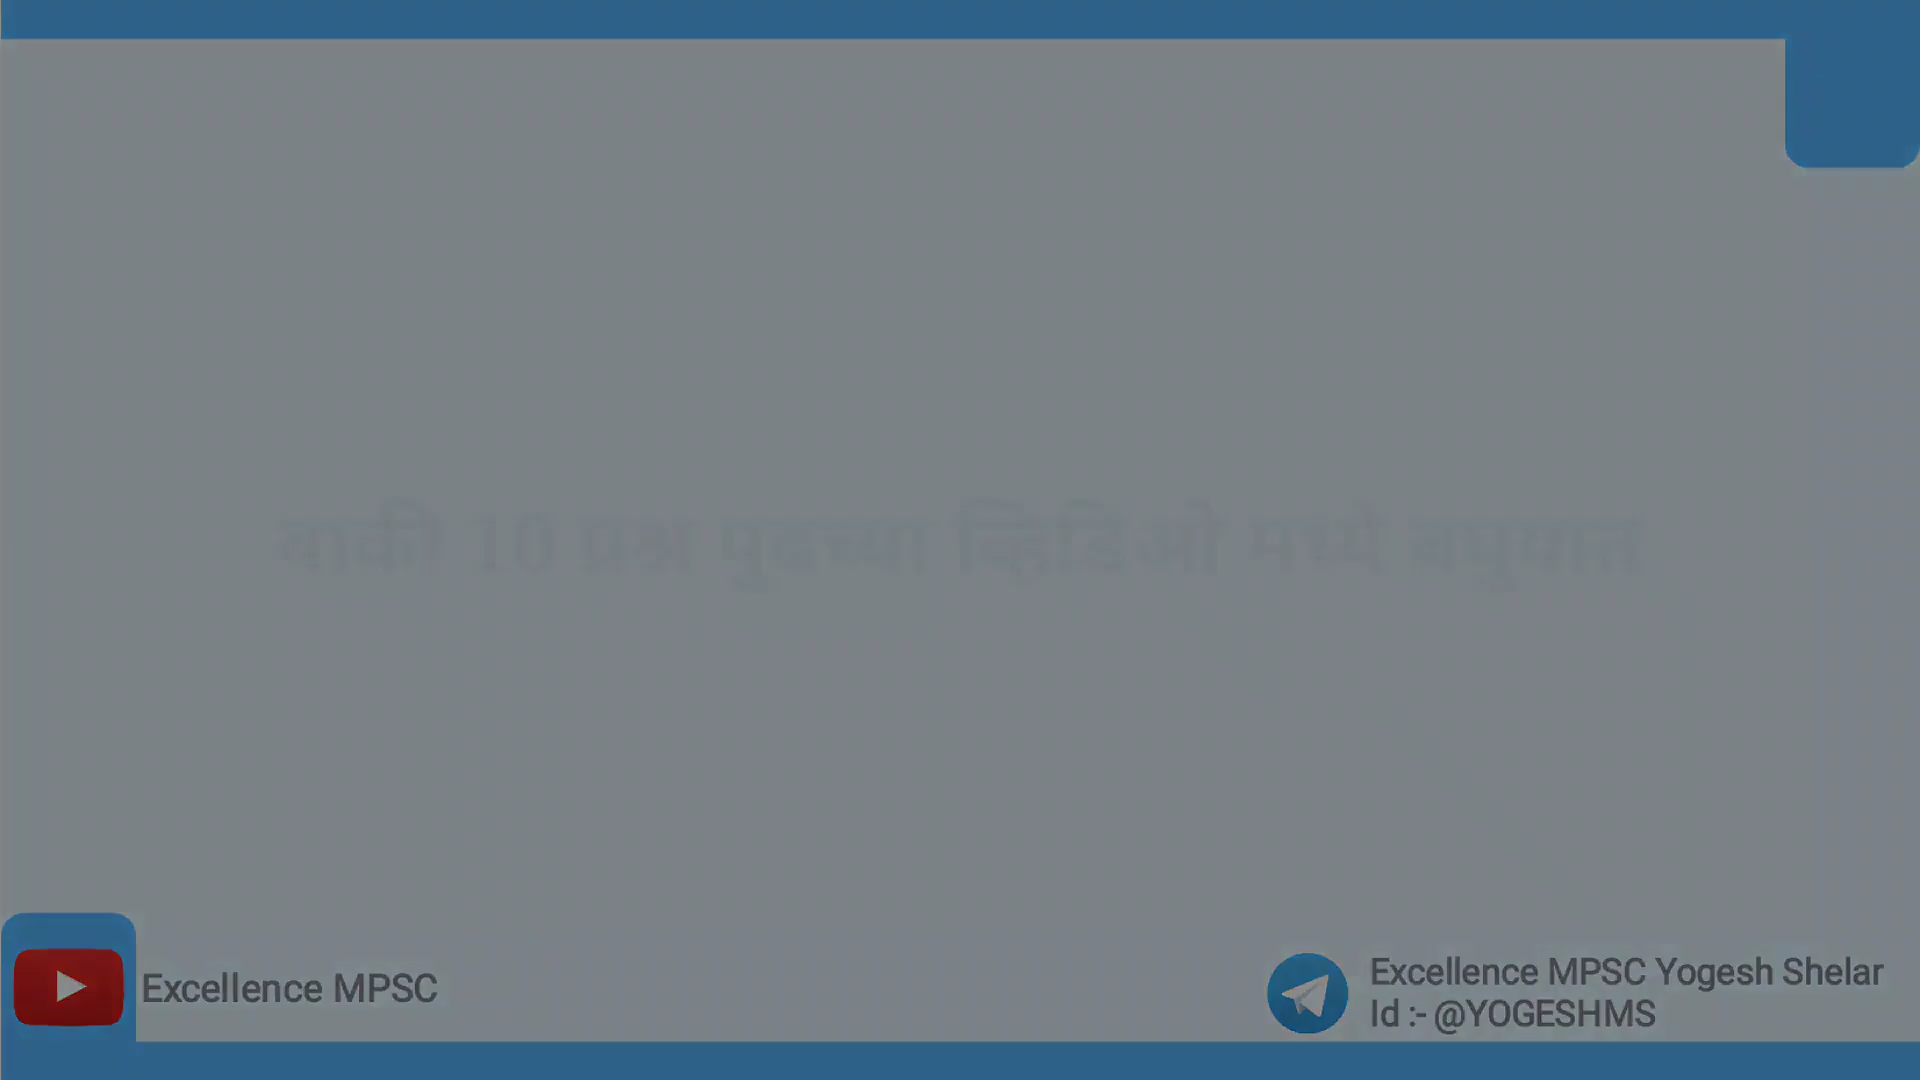 बाकी 10 प्रश्न पुढच्या व्हिडिओ मध्ये बघुयात
Excellence MPSC
Excellence MPSC Yogesh Shelar
Id :- @YOGESHMS